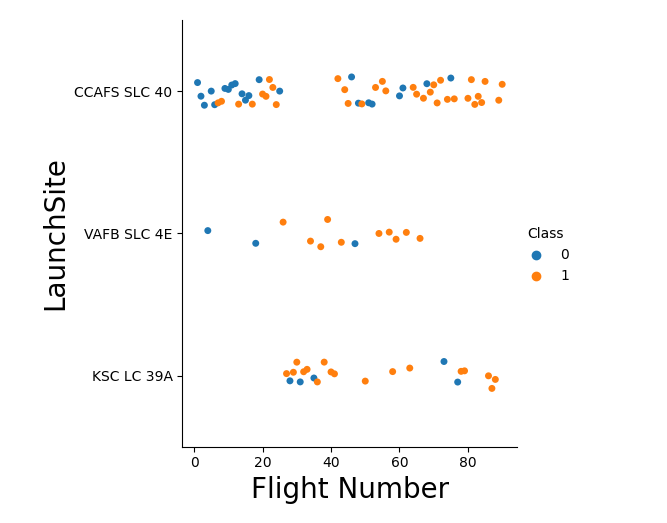 CCAFS SLC 40
VAFB SLC 4E
KSC LC 39A
LaunchSite
0 20 40 60 80
Flight Number
Class
0
1